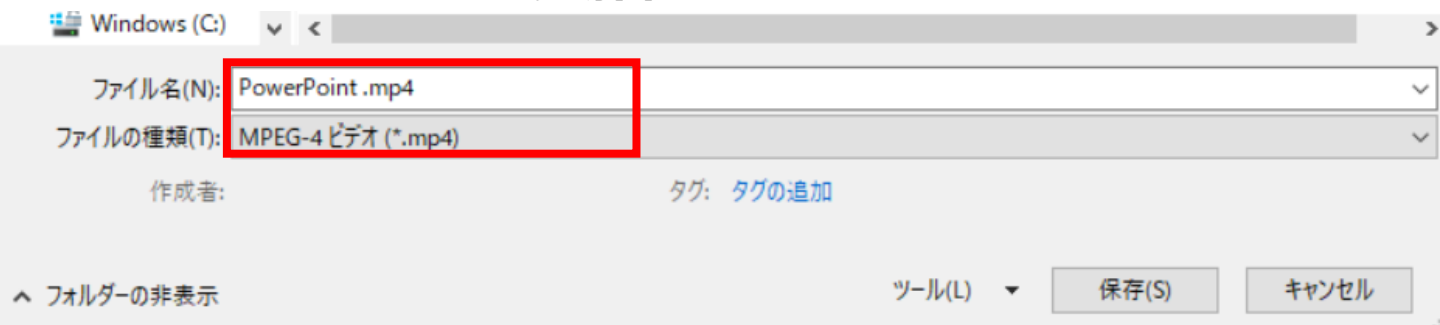 Windows (C:)
ファイル名(N): PowerPoint .mp4
ファイルの種類(T): MPEG-4 ビデオ (*.mp4)
作成者: タグ: タグの追加
フォルダーの非表示 ツール(L) 保存(S) キャンセル